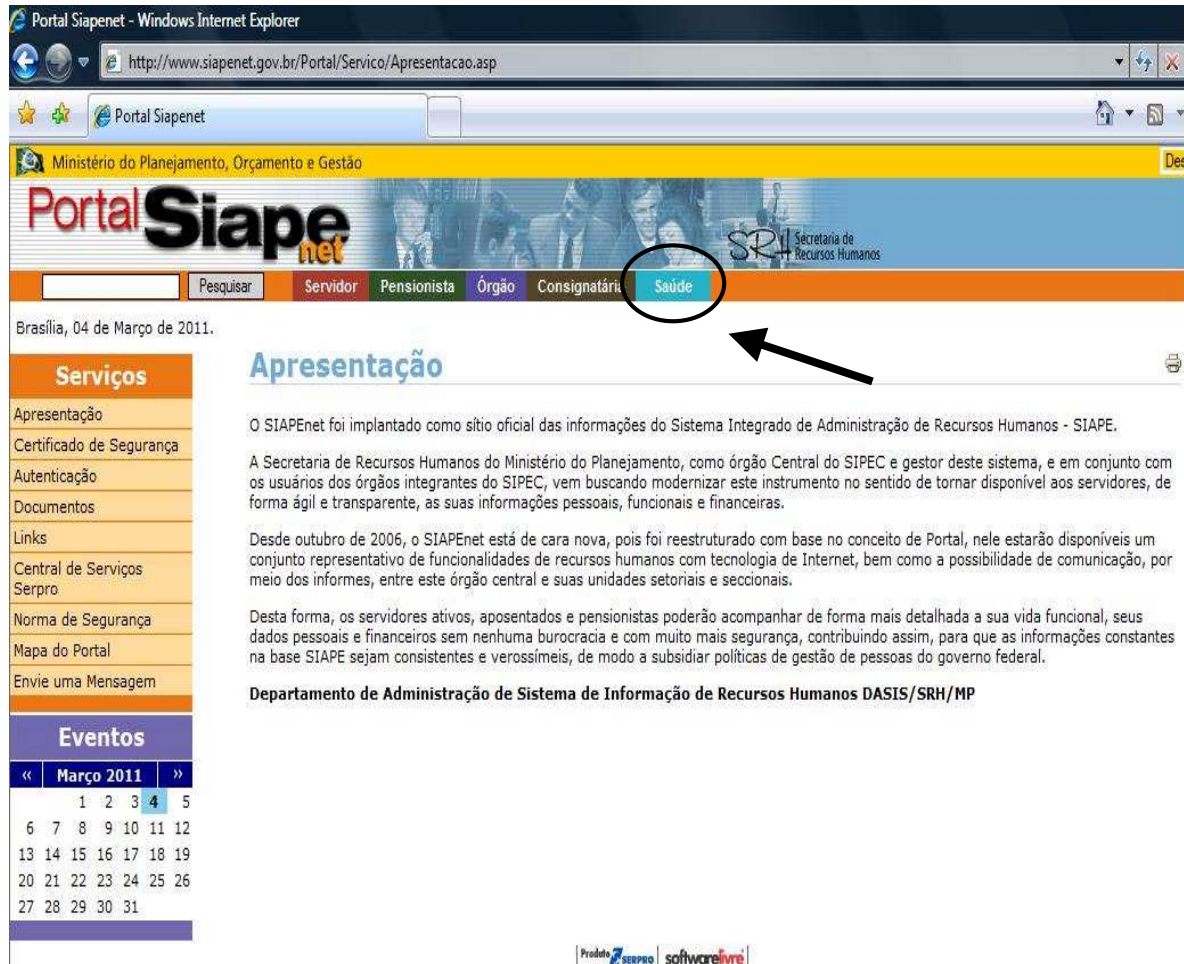 Portal Siapenet - Windows Internet Explorer
http://www.siapenet.gov.br/Portal/Servico/Apresentacao.asp
Portal Siapenet
Ministério do Planejamento, Orçamento e Gestão
Portal Siape net
SRH Secretaria de
Recursos Humanos
Pesquisar Servidor Pensionista Órgão Consignatária Saúde
Brasília, 04 de Março de 2011.
Serviços
Apresentação
Certificado de Segurança
Autenticação
Documentos
Links
Central de Serviços
Serpro
Norma de Segurança
Mapa do Portal
Envie uma Mensagem
Eventos
« Março 2011 »
1 2 3 4 5
6 7 8 9 10 11 12
13 14 15 16 17 18 19
20 21 22 23 24 25 26
27 28 29 30 31
Apresentação
O SIAPEnet foi implantado como sítio oficial das informações do Sistema Integrado de Administração de Recursos Humanos - SIAPE.
A Secretaria de Recursos Humanos do Ministério do Planejamento, como órgão Central do SIPEC e gestor deste sistema, e em conjunto com
os usuários dos órgãos integrantes do SIPEC, vem buscando modernizar este instrumento no sentido de tornar disponível aos servidores, de
forma ágil e transparente, as suas informações pessoais, funcionais e financeiras.
Desde outubro de 2006, o SIAPEnet está de cara nova, pois foi reestruturado com base no conceito de Portal, nele estarão disponíveis um
conjunto representativo de funcionalidades de recursos humanos com tecnologia de Internet, bem como a possibilidade de comunicação, por
meio dos informes, entre este órgão central e suas unidades setoriais e seccionais.
Desta forma, os servidores ativos, aposentados e pensionistas poderão acompanhar de forma mais detalhada a sua vida funcional, seus
dados pessoais e financeiros sem nenhuma burocracia e com muito mais segurança, contribuindo assim, para que as informações constantes
na base SIAPE sejam consistentes e verossímeis, de modo a subsidiar políticas de gestão de pessoas do governo federal.
Departamento de Administração de Sistema de Informação de Recursos Humanos DASIS/SRH/MP
Produto SERPRO softwarelivre